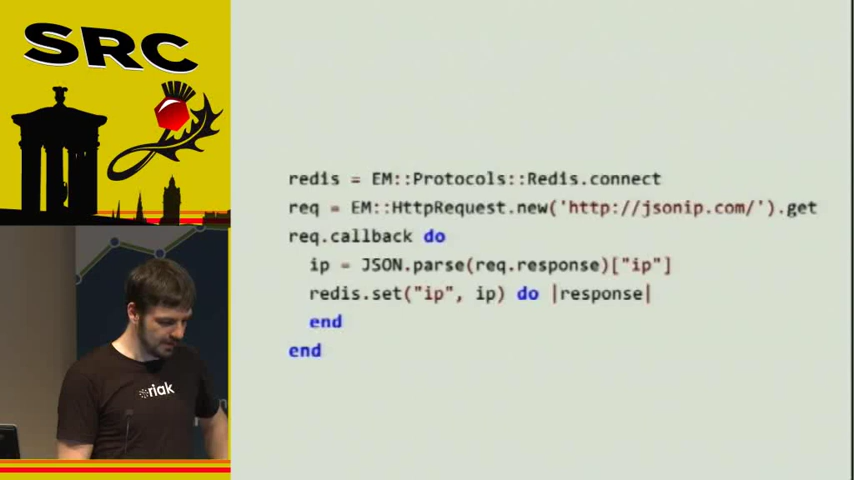 SRC
redis = EM::Protocols::Redis.connect
req = EM::HttpRequest.new('http://jsonip.com/').get
req.callback do
  ip = JSON.parse(req.response)["ip"]
  redis.set("ip", ip) do |response|
  end
end
riak